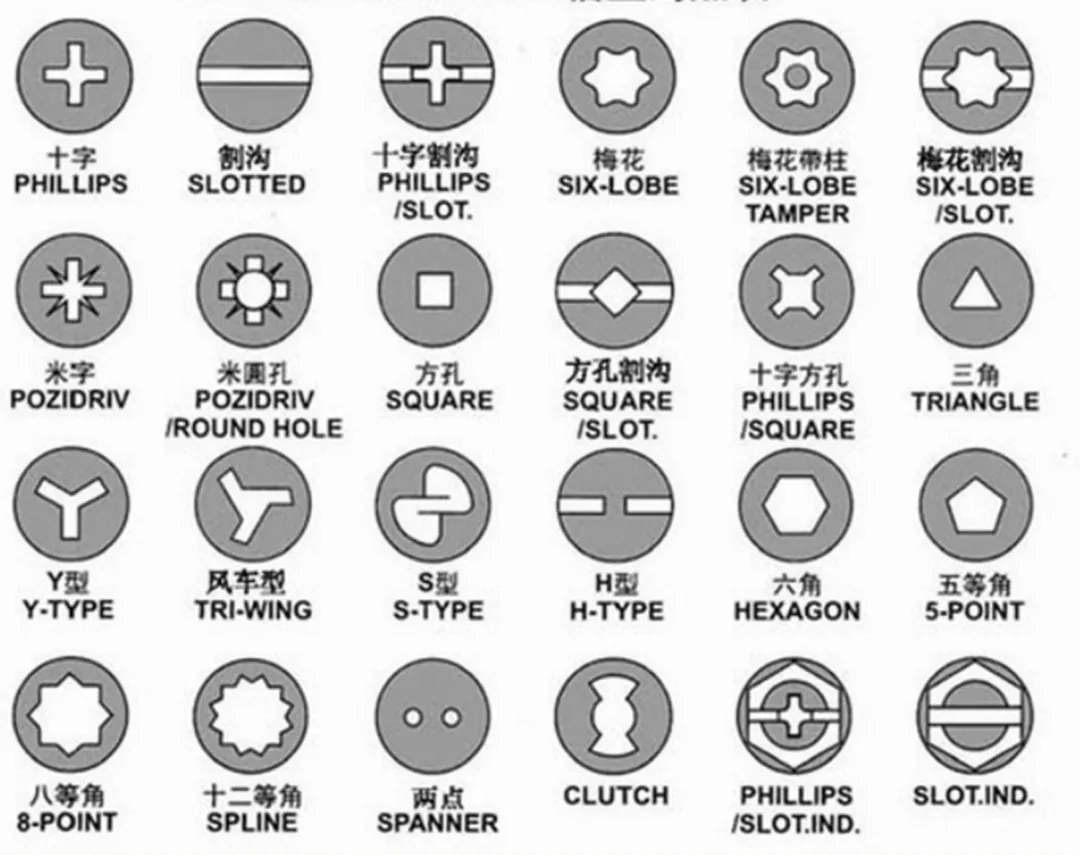 十字
PHILLIPS
割沟
SLOTTED
十字割沟
PHILLIPS
/SLOT.
梅花
SIX-LOBE
梅花帶柱
SIX-LOBE
TAMPER
梅花割沟
SIX-LOBE
/SLOT.
米字
POZIDRIV
米圓孔
POZIDRIV
/ROUND HOLE
方孔
SQUARE
方孔割沟
SQUARE
/SLOT.
十字方孔
PHILLIPS
/SQUARE
三角
TRIANGLE
Y型
Y-TYPE
风车型
TRI-WING
S型
S-TYPE
H型
H-TYPE
六角
HEXAGON
五等角
5-POINT
八等角
8-POINT
十二等角
SPLINE
两点
SPANNER
CLUTCH
PHILLIPS
/SLOT.IND.
SLOT.IND.